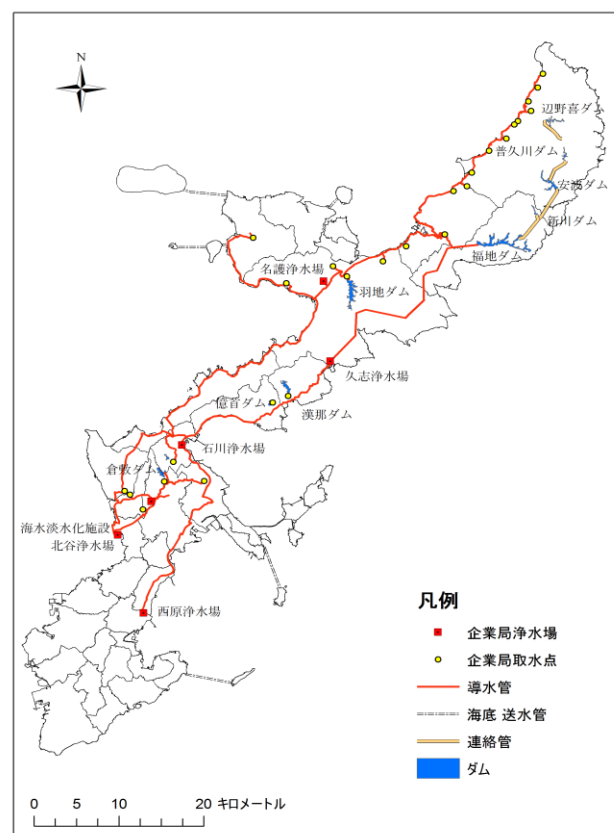 N
辺野喜ダム
普久川ダム
安波ダム
新川ダム
福地ダム
名護浄水場
羽地ダム
久志浄水場
億首ダム
漢那ダム
石川浄水場
倉敷ダム
海水淡水化施設
北谷浄水場
西原浄水場
凡例
企業局浄水場
企業局取水点
導水管
海底 送水管
連絡管
ダム
0 5 10 20 キロメートル